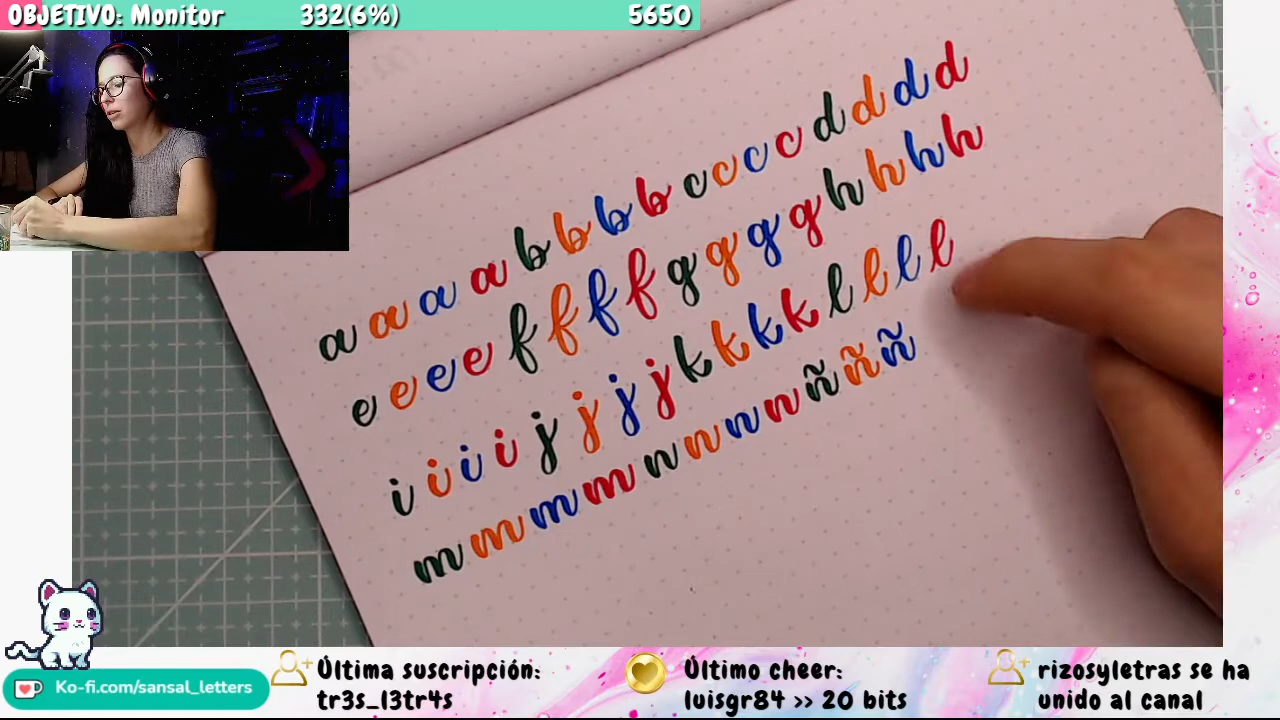 OBJETIVO: Monitor 332(6%) 5650
a a a a b b b b c c c c d d d d
e e e e f f f f g g g g h h h h
i i i i j j j j k k k k l l l l
m m m m n n n n ñ ñ ñ
Ko-fi.com/sansal_letters
Última suscripción:
tr3s_l3tr4s
Último cheer:
luisgr84 >> 20 bits
rizosyletras se ha
unido al canal